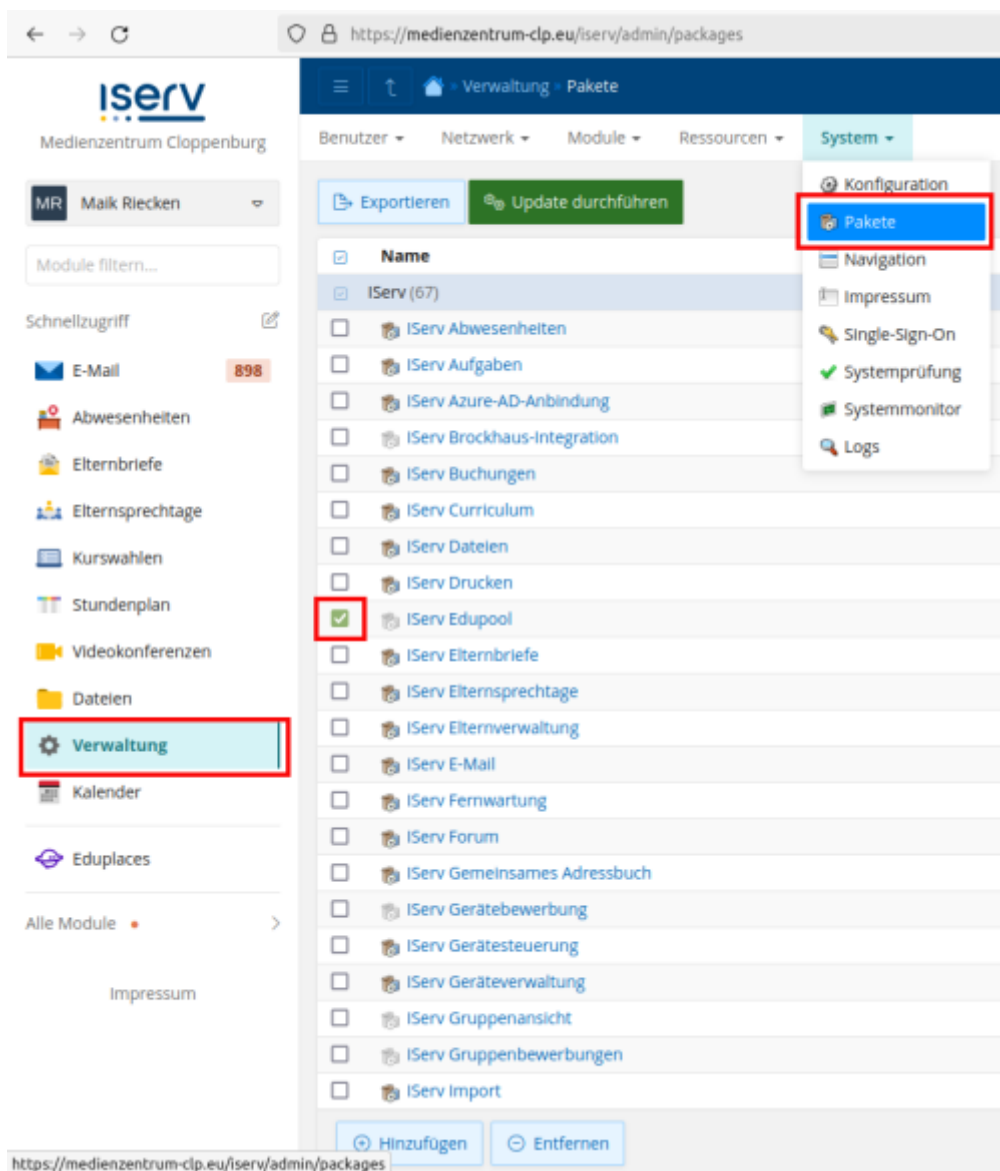 https://medienzentrum-clp.eu/iserv/admin/packages
IServ
Medienzentrum Cloppenburg
MR Maik Riecken
Module filtern...
Schnellzugriff
E-Mail 898
Abwesenheiten
Elternbriefe
Elternsprechtage
Kurswahlen
Stundenplan
Videokonferenzen
Dateien
Verwaltung
Kalender
Eduplaces
Alle Module
Impressum
Verwaltung Pakete
Benutzer Netzwerk Module Ressourcen System
Exportieren Update durchführen
Konfiguration
Pakete
Navigation
Impressum
Single-Sign-On
Systemprüfung
Systemmonitor
Logs
Name
IServ (67)
IServ Abwesenheiten
IServ Aufgaben
IServ Azure-AD-Anbindung
IServ Brockhaus-Integration
IServ Buchungen
IServ Curriculum
IServ Dateien
IServ Drucken
IServ Edupool
IServ Elternbriefe
IServ Elternsprechtage
IServ Elternverwaltung
IServ E-Mail
IServ Fernwartung
IServ Forum
IServ Gemeinsames Adressbuch
IServ Gerätebewerbung
IServ Gerätesteuerung
IServ Geräteverwaltung
IServ Gruppenansicht
IServ Gruppenbewerbungen
IServ Import
Hinzufügen Entfernen
https://medienzentrum-clp.eu/iserv/admin/packages